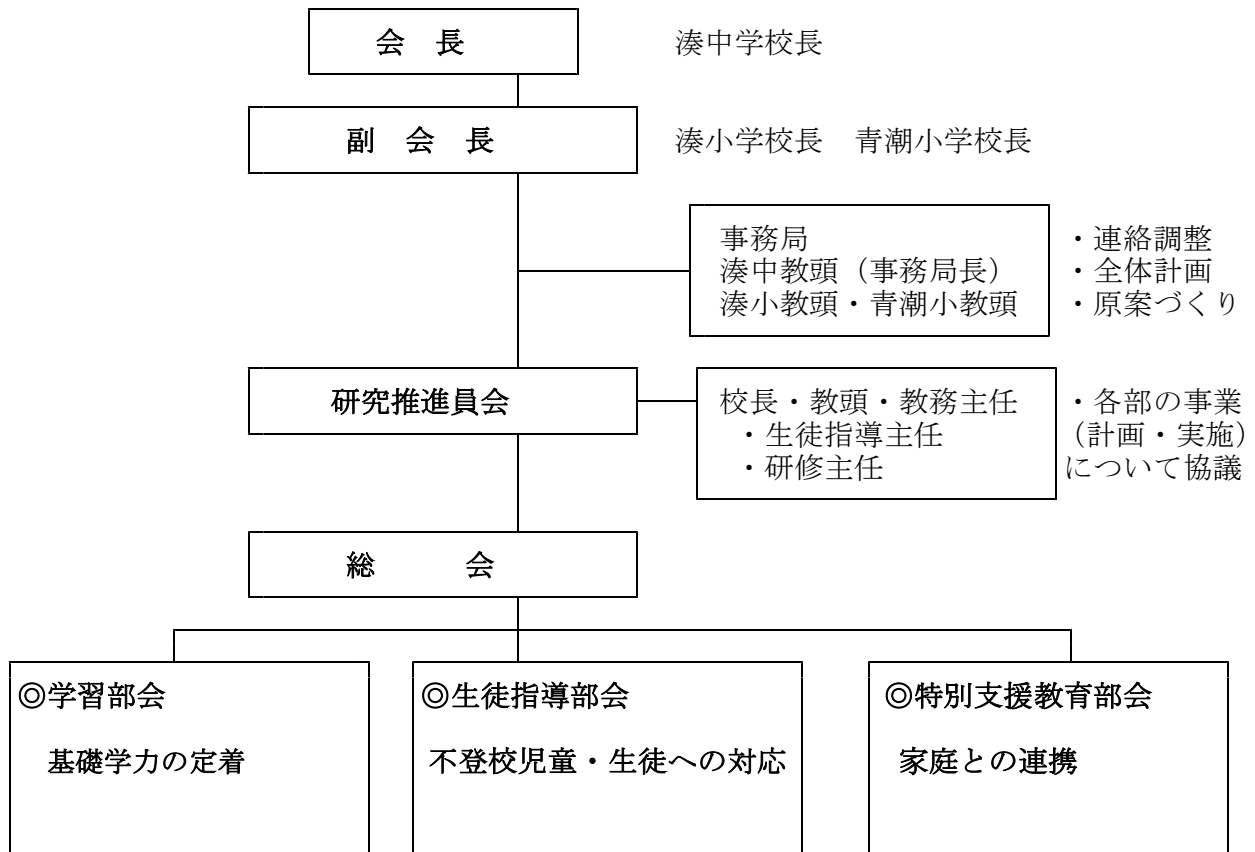 会　長　湊中学校長
副　会　長　湊小学校長　青潮小学校長
事務局　・連絡調整
湊中教頭（事務局長）　・全体計画
湊小教頭・青潮小教頭　・原案づくり
研究推進員会　校長・教頭・教務主任　・各部の事業
・生徒指導主任　（計画・実施）
・研修主任　について協議
総　会
◎学習部会
基礎学力の定着
◎生徒指導部会
不登校児童・生徒への対応
◎特別支援教育部会
家庭との連携